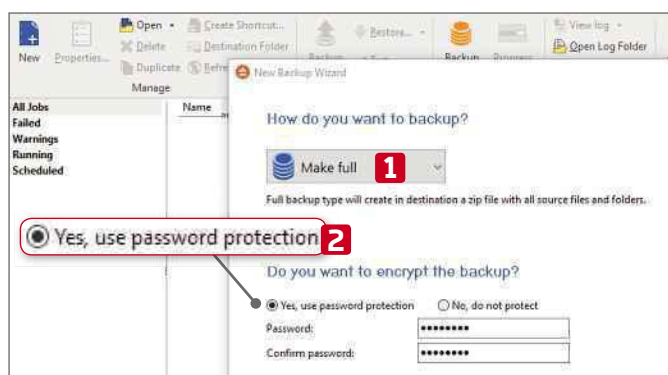 New
Properties...
Open
Delete
Duplicate
Create Shortcut...
Destination Folder
Manage
Restore...
Backup
View log
Open Log Folder
All Jobs
Failed
Warnings
Running
Scheduled
Name
New Backup Wizard
How do you want to backup?
Make full
1
Full backup type will create in destination a zip file with all source files and folders.
Yes, use password protection
2
Do you want to encrypt the backup?
Yes, use password protection No, do not protect
Password: ••••••••
Confirm password: ••••••••